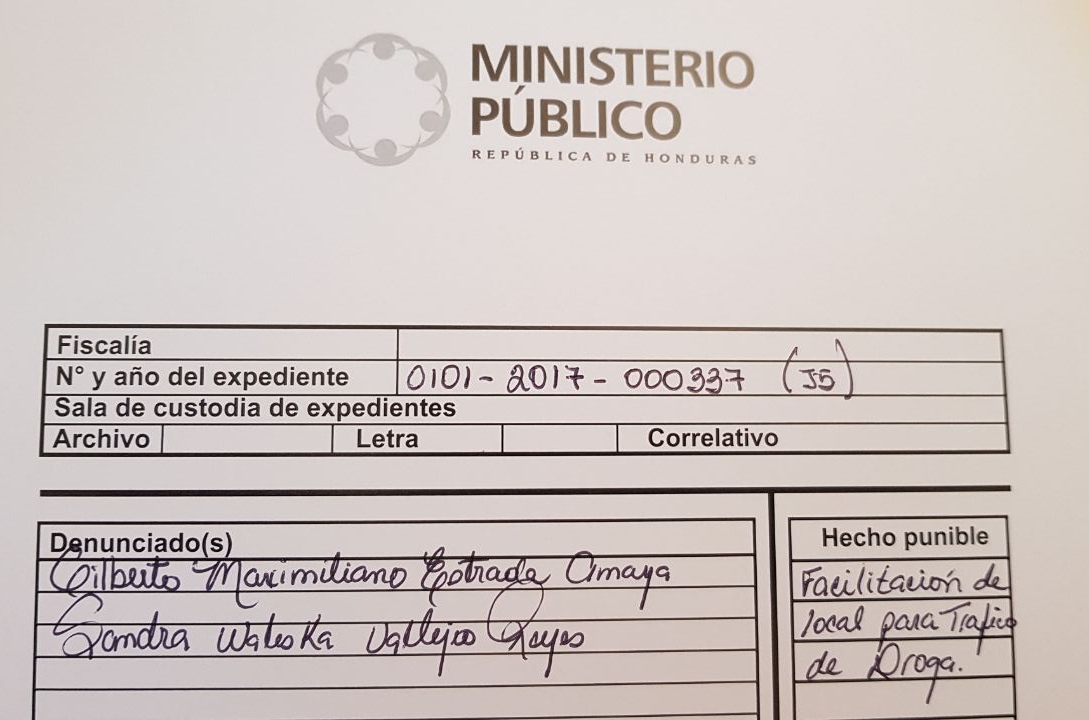 MINISTERIO
PÚBLICO
REPÚBLICA DE HONDURAS
Fiscalía
N° y año del expediente 0101-2017-000337 (J5)
Sala de custodia de expedientes
Archivo Letra Correlativo
Denunciado(s)
Gilberto Maximiliano Estrada Amaya
Sandra Waleska Vallejos Reyes
Hecho punible
Facilitación de
local para Trafico
de Droga.